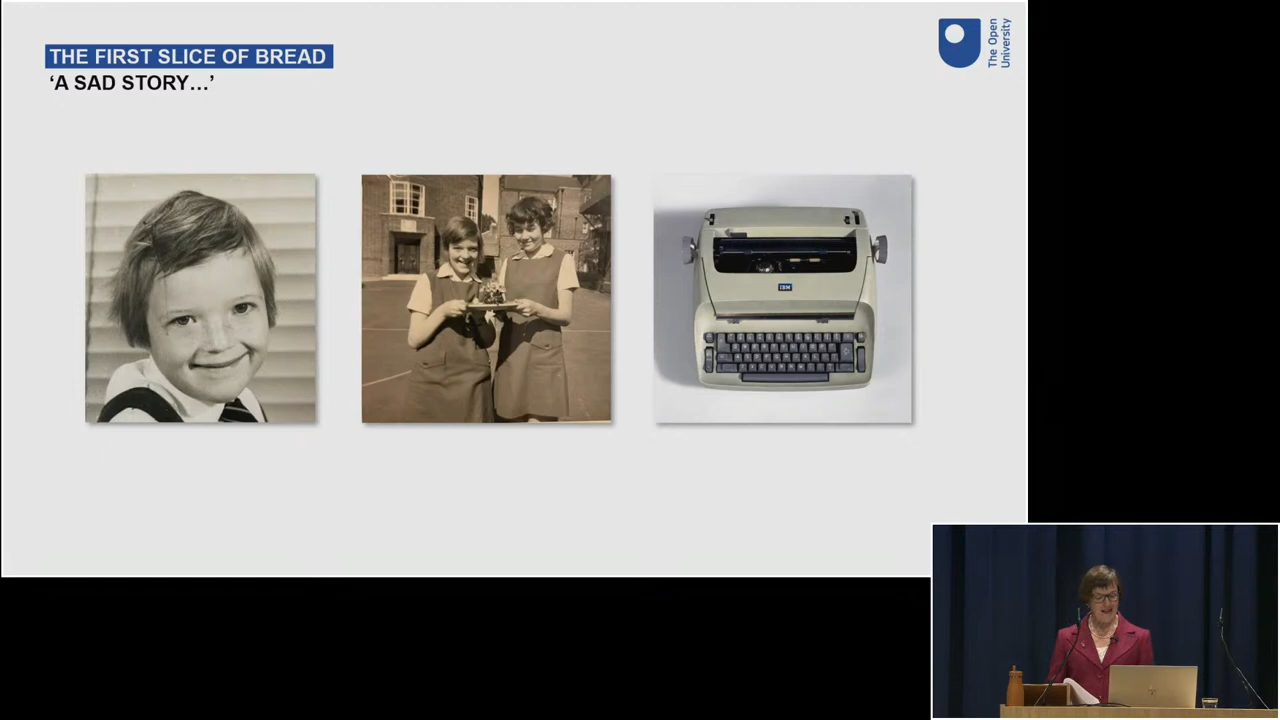 THE FIRST SLICE OF BREAD
‘A SAD STORY…’
The Open
University
IBM